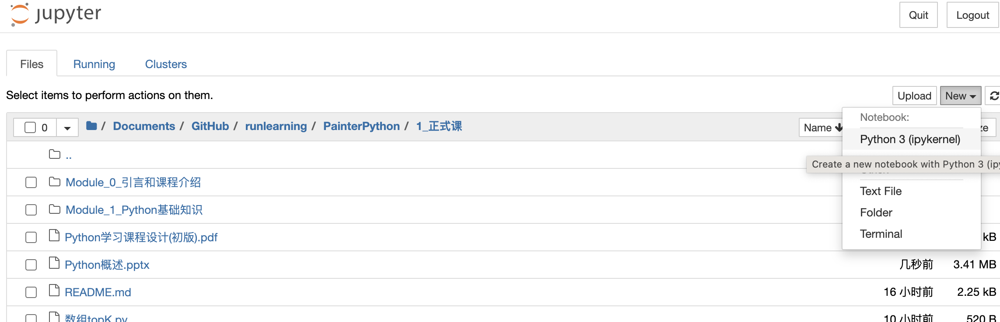 jupyter
Quit Logout
Files Running Clusters
Select items to perform actions on them.
Upload New
0 / Documents / GitHub / runlearning / PainterPython / 1_正式课
Name
Notebook:
Python 3 (ipykernel)
Create a new notebook with Python 3 (ipy
Text File
Folder
Terminal
..
Module_0_引言和课程介绍
Module_1_Python基础知识
Python学习课程设计(初版).pdf kB
Python概述.pptx 几秒前 3.41 MB
README.md 16 小时前 2.25 kB
数组topK.py 10 小时前 520 B